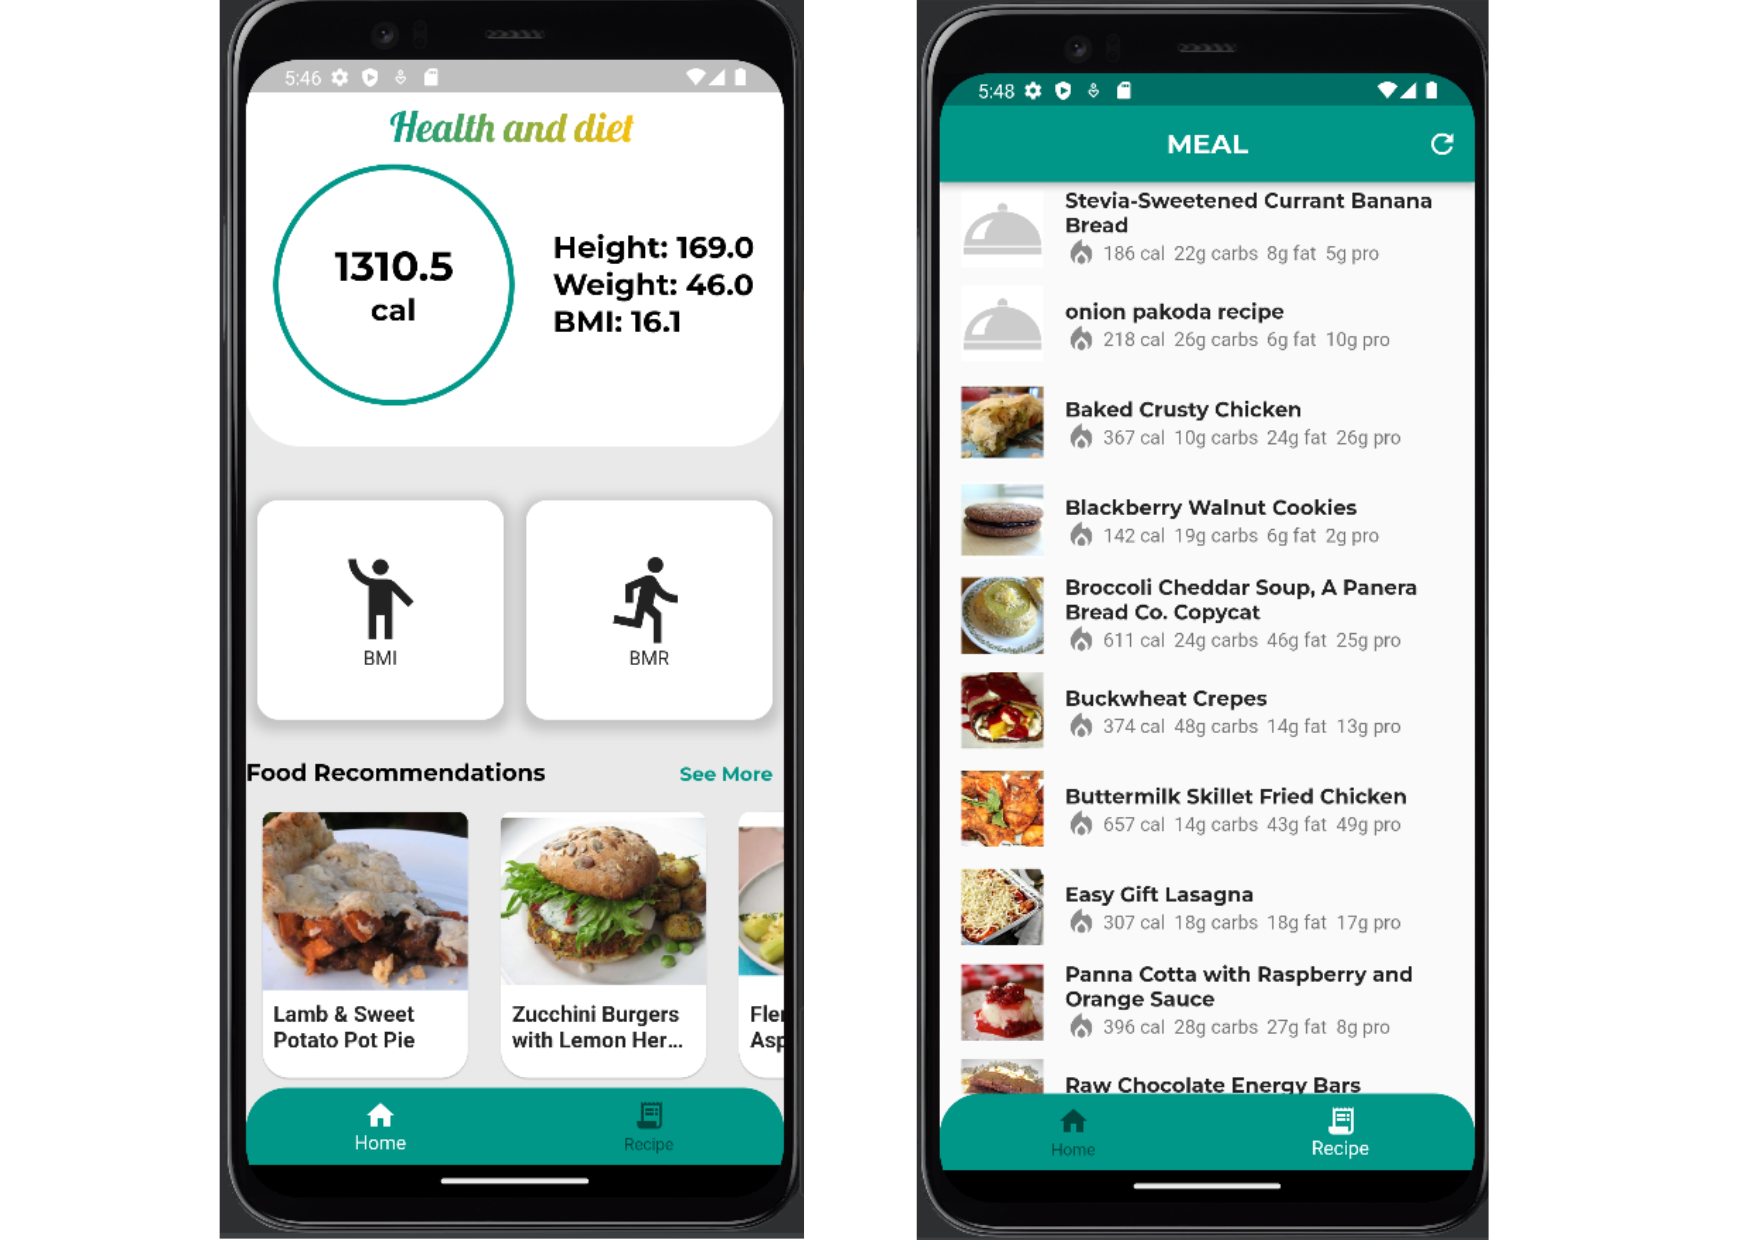 5:46
Health and diet
1310.5
cal
Height: 169.0
Weight: 46.0
BMI: 16.1
BMI
BMR
Food Recommendations
See More
Lamb & Sweet
Potato Pot Pie
Zucchini Burgers
with Lemon Her...
Fler
Asp
Home
Recipe
5:48
MEAL
Stevia-Sweetened Currant Banana
Bread
186 cal 22g carbs 8g fat 5g pro
onion pakoda recipe
218 cal 26g carbs 6g fat 10g pro
Baked Crusty Chicken
367 cal 10g carbs 24g fat 26g pro
Blackberry Walnut Cookies
142 cal 19g carbs 6g fat 2g pro
Broccoli Cheddar Soup, A Panera
Bread Co. Copycat
611 cal 24g carbs 46g fat 25g pro
Buckwheat Crepes
374 cal 48g carbs 14g fat 13g pro
Buttermilk Skillet Fried Chicken
657 cal 14g carbs 43g fat 49g pro
Easy Gift Lasagna
307 cal 18g carbs 18g fat 17g pro
Panna Cotta with Raspberry and
Orange Sauce
396 cal 28g carbs 27g fat 8g pro
Raw Chocolate Energy Bars
Home
Recipe